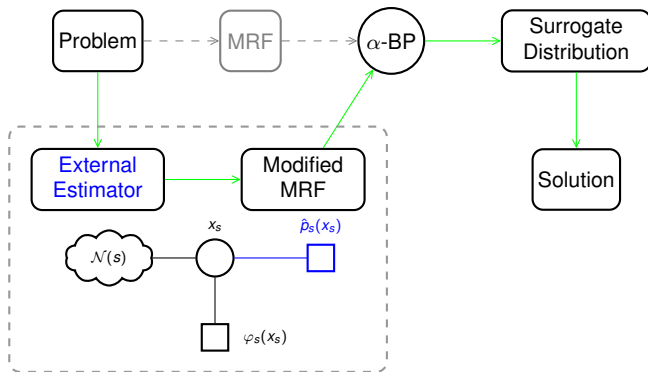 Problem
MRF
α-BP
Surrogate
Distribution
External
Estimator
Modified
MRF
Solution
x_s
p̂_s(x_s)
𝒩(s)
φ_s(x_s)